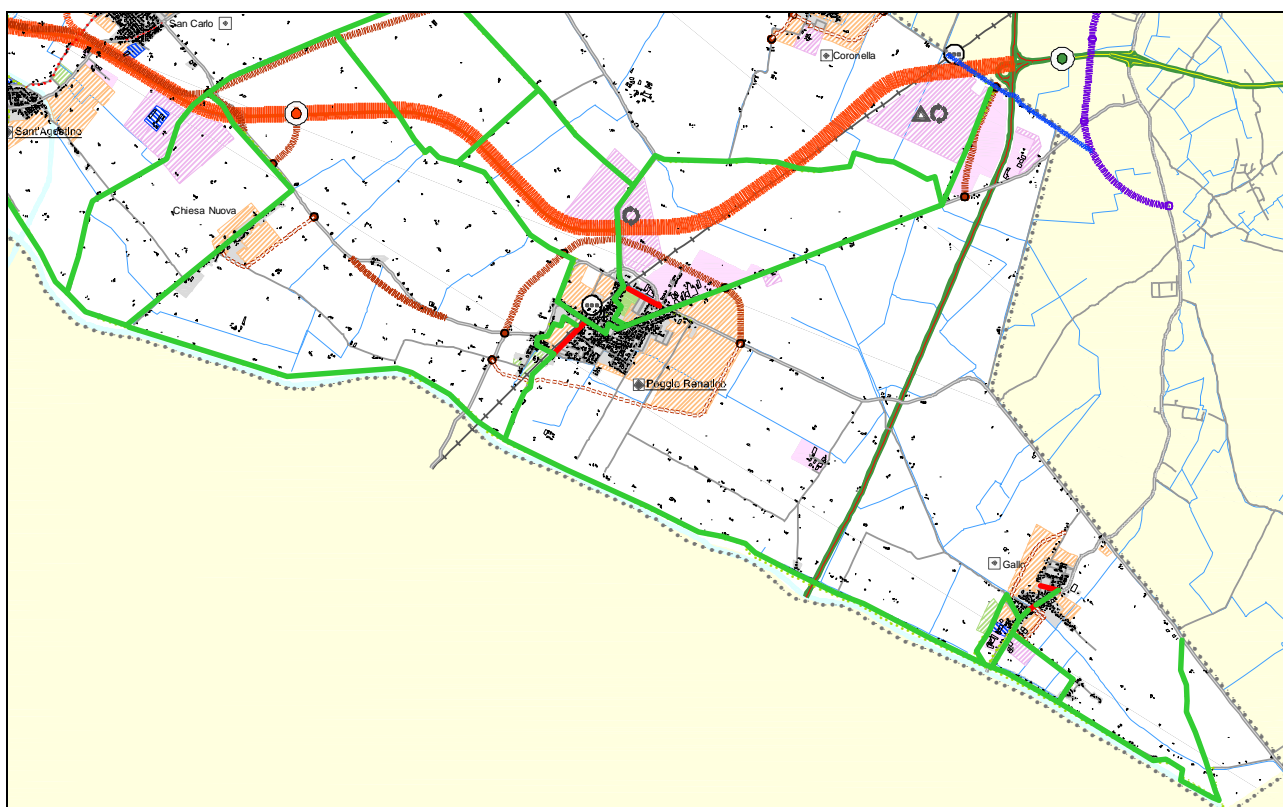 San Carlo
Coronella
Sant'Agostino
Chiesa Nuova
Poggio Renatico
Gallo